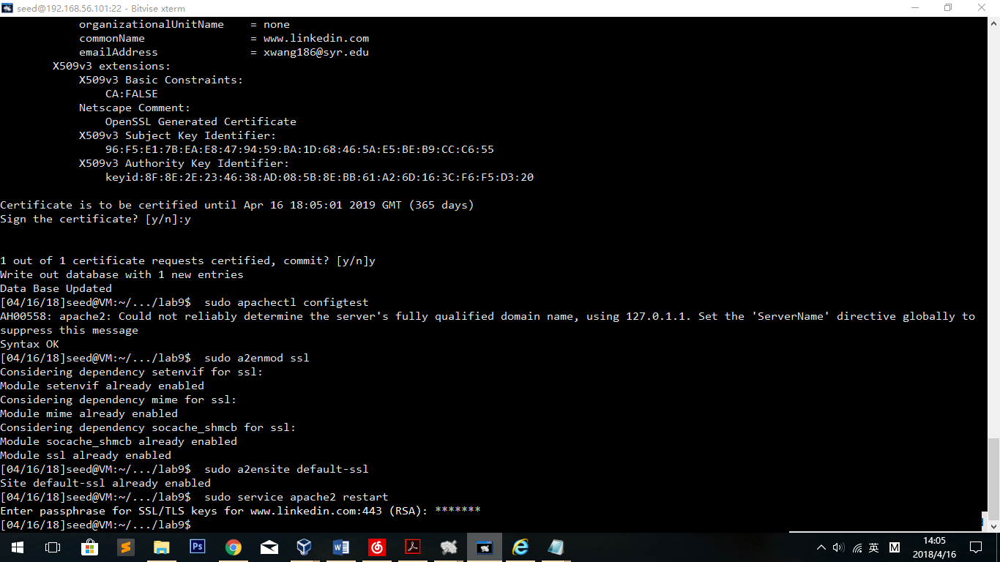 seed@192.168.56.101:22 - Bitvise xterm
organizationalUnitName    = none
commonName                = www.linkedin.com
emailAddress              = xwang186@syr.edu
X509v3 extensions:
X509v3 Basic Constraints:
CA:FALSE
Netscape Comment:
OpenSSL Generated Certificate
X509v3 Subject Key Identifier:
96:F5:E1:7B:EA:E8:47:94:59:BA:1D:68:46:5A:E5:BE:B9:CC:C6:55
X509v3 Authority Key Identifier:
keyid:8F:8E:2E:23:46:38:AD:08:5B:8E:BB:61:A2:6D:16:3C:F6:F5:D3:20
Certificate is to be certified until Apr 16 18:05:01 2019 GMT (365 days)
Sign the certificate? [y/n]:y
1 out of 1 certificate requests certified, commit? [y/n]y
Write out database with 1 new entries
Data Base Updated
[04/16/18]seed@VM:~/.../lab9$  sudo apachectl configtest
AH00558: apache2: Could not reliably determine the server's fully qualified domain name, using 127.0.1.1. Set the 'ServerName' directive globally to
suppress this message
Syntax OK
[04/16/18]seed@VM:~/.../lab9$  sudo a2enmod ssl
Considering dependency setenvif for ssl:
Module setenvif already enabled
Considering dependency mime for ssl:
Module mime already enabled
Considering dependency socache_shmcb for ssl:
Module socache_shmcb already enabled
Module ssl already enabled
[04/16/18]seed@VM:~/.../lab9$  sudo a2ensite default-ssl
Site default-ssl already enabled
[04/16/18]seed@VM:~/.../lab9$  sudo service apache2 restart
Enter passphrase for SSL/TLS keys for www.linkedin.com:443 (RSA): *******
[04/16/18]seed@VM:~/.../lab9$
Ps
英
M
14:05
2018/4/16